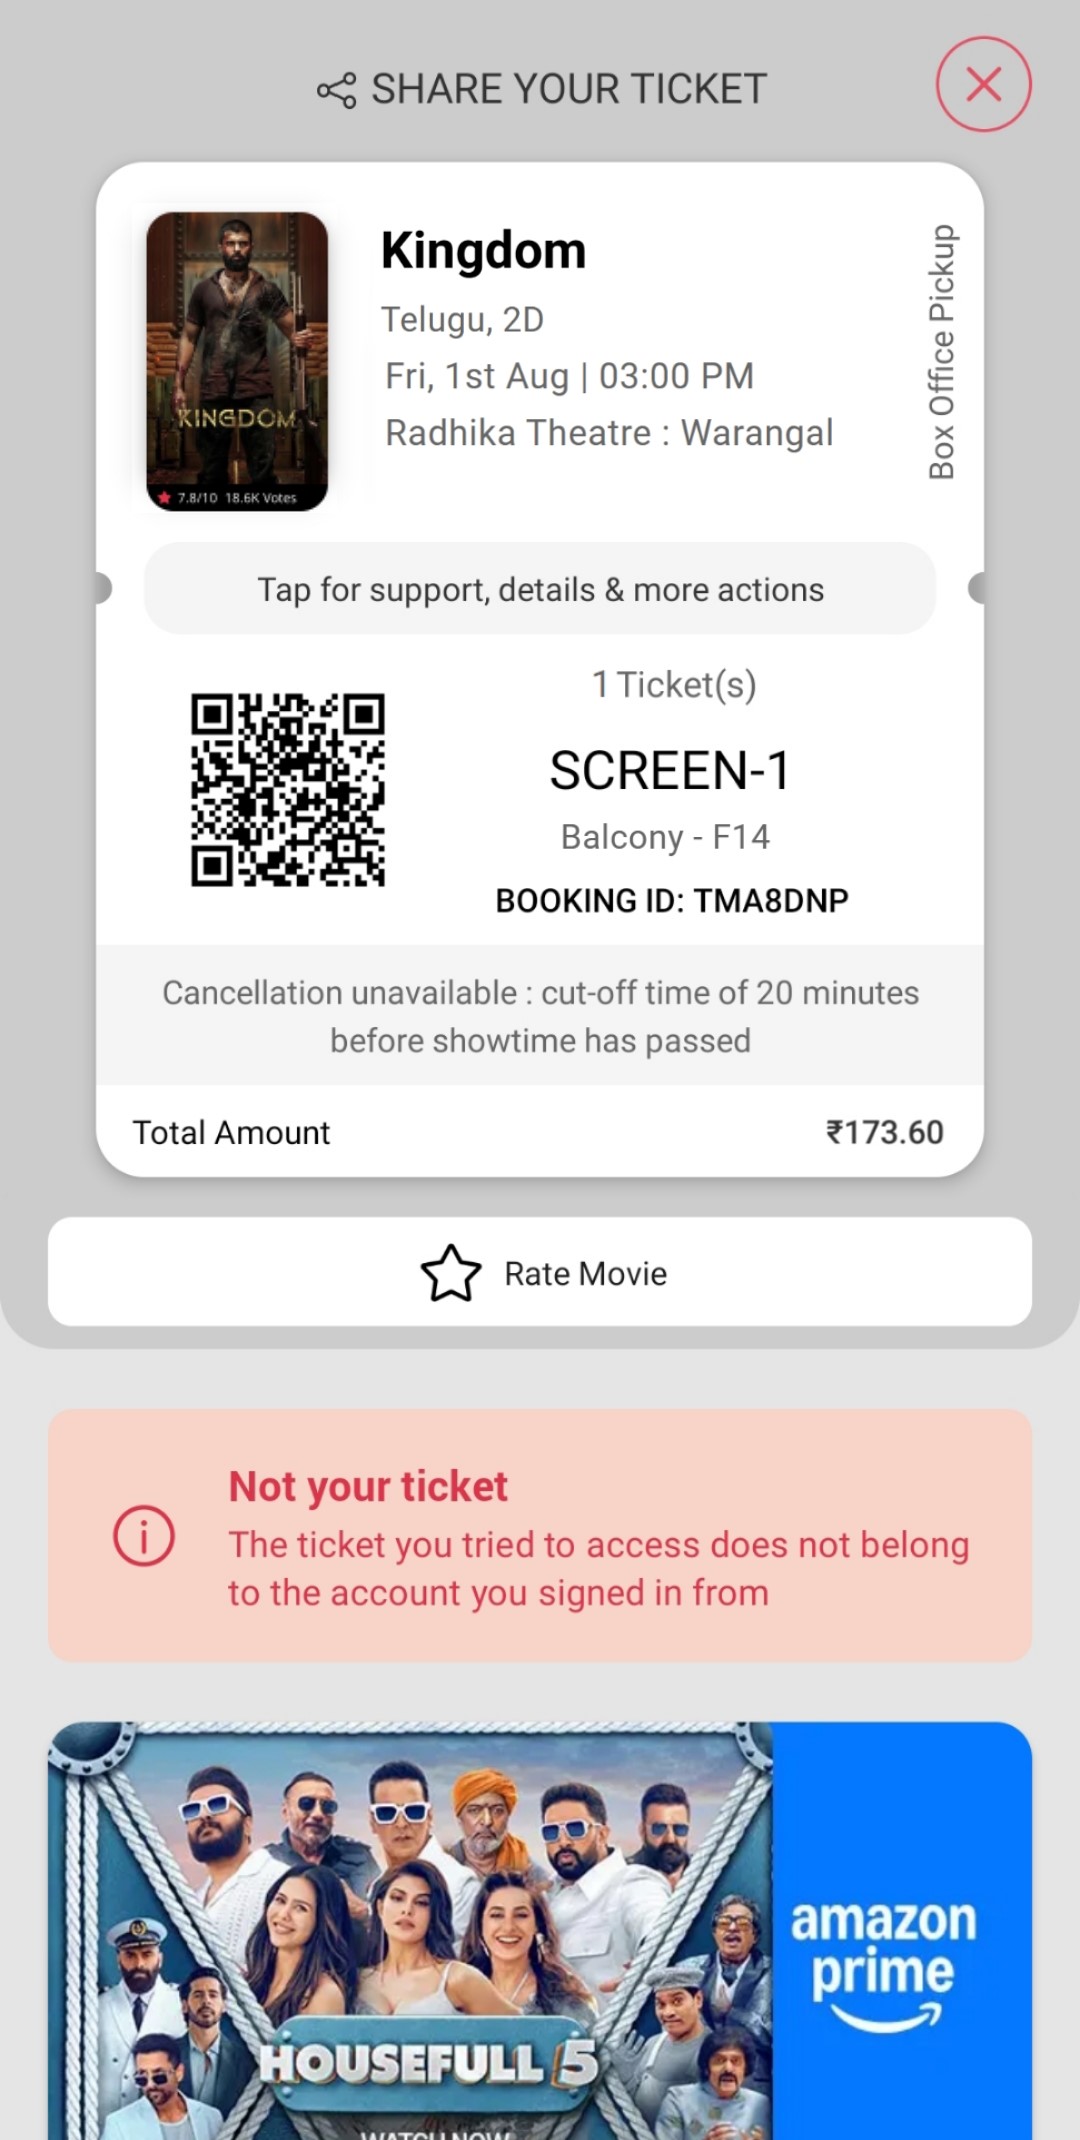 SHARE YOUR TICKET
Kingdom
Telugu, 2D
Fri, 1st Aug | 03:00 PM
Radhika Theatre : Warangal
Box Office Pickup
KINGDOM
7.8/10 18.6K Votes
Tap for support, details & more actions
1 Ticket(s)
SCREEN-1
Balcony - F14
BOOKING ID: TMA8DNP
Cancellation unavailable : cut-off time of 20 minutes
before showtime has passed
Total Amount ₹173.60
Rate Movie
Not your ticket
The ticket you tried to access does not belong
to the account you signed in from
HOUSEFULL 5
WATCH NOW
amazon
prime